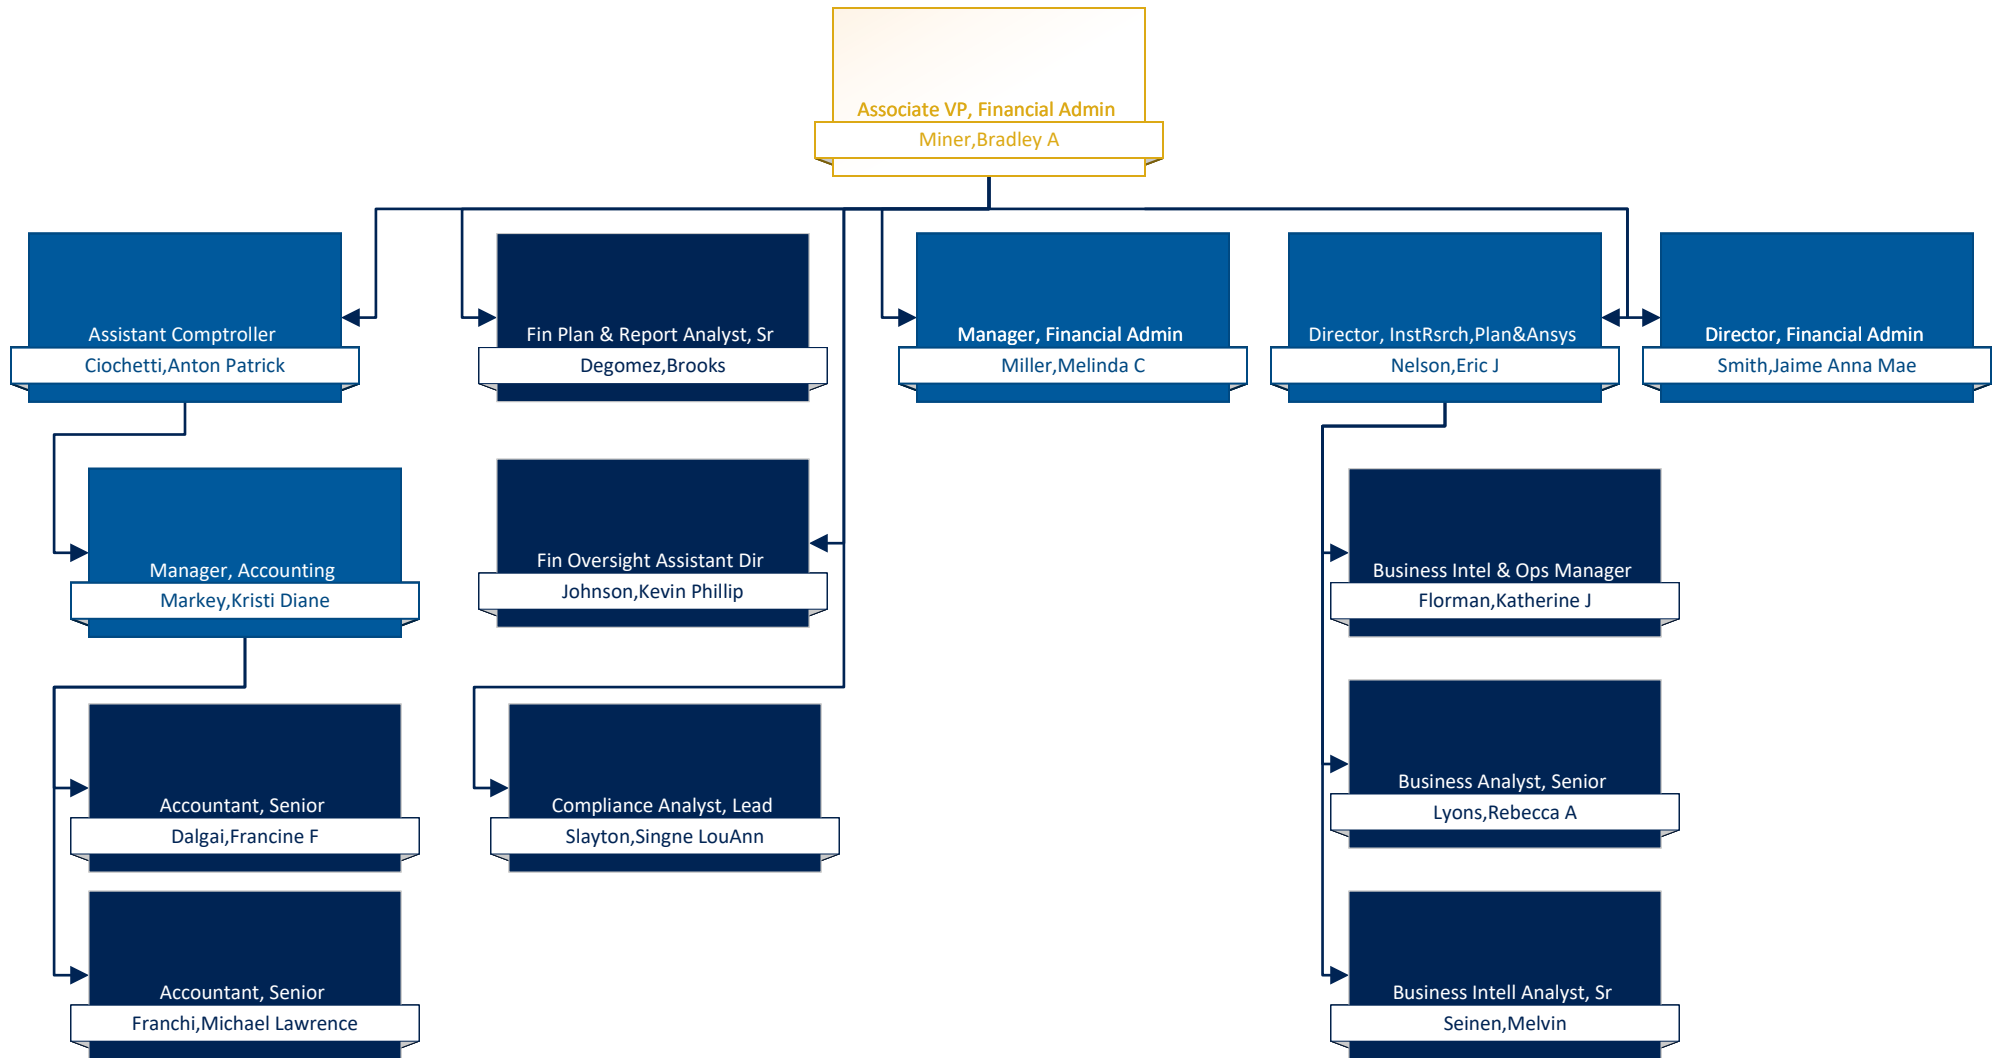 Associate VP, Financial Admin
Miner,Bradley A
Assistant Comptroller
Ciochetti,Anton Patrick
Fin Plan & Report Analyst, Sr
Degomez,Brooks
Manager, Financial Admin
Miller,Melinda C
Director, InstRsrch,Plan&Ansys
Nelson,Eric J
Director, Financial Admin
Smith,Jaime Anna Mae
Manager, Accounting
Markey,Kristi Diane
Fin Oversight Assistant Dir
Johnson,Kevin Phillip
Business Intel & Ops Manager
Florman,Katherine J
Accountant, Senior
Dalgai,Francine F
Compliance Analyst, Lead
Slayton,Singne LouAnn
Business Analyst, Senior
Lyons,Rebecca A
Accountant, Senior
Franchi,Michael Lawrence
Business Intell Analyst, Sr
Seinen,Melvin